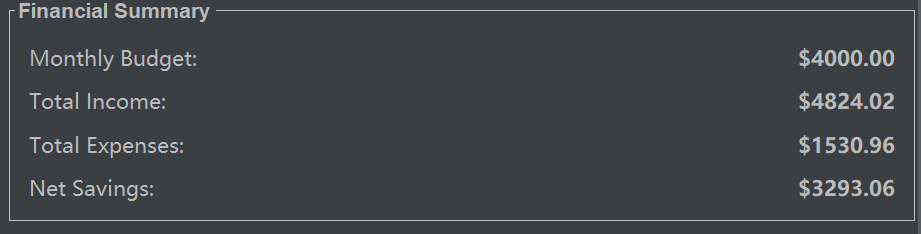 Financial Summary
Monthly Budget: $4000.00
Total Income: $4824.02
Total Expenses: $1530.96
Net Savings: $3293.06